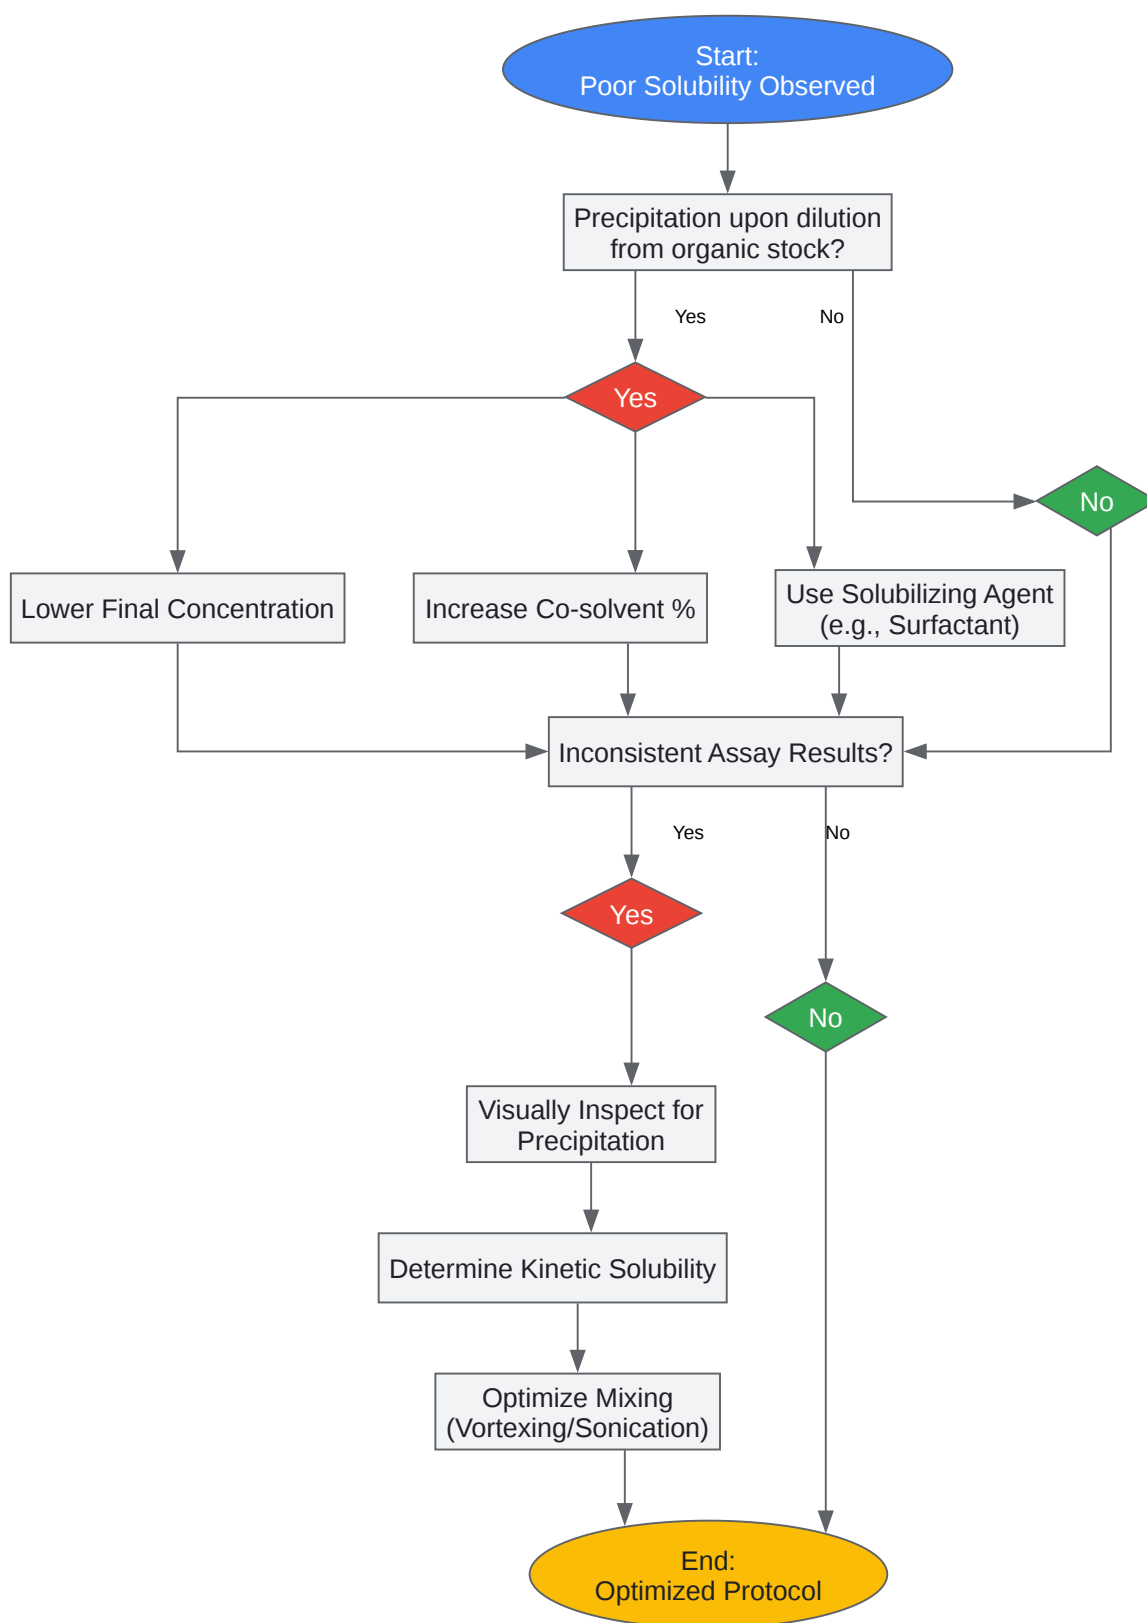 Start:
Poor Solubility Observed
Precipitation upon dilution
from organic stock?
Yes
No
Yes
No
Lower Final Concentration
Increase Co-solvent %
Use Solubilizing Agent
(e.g., Surfactant)
Inconsistent Assay Results?
Yes
No
Yes
No
Visually Inspect for
Precipitation
Determine Kinetic Solubility
Optimize Mixing
(Vortexing/Sonication)
End:
Optimized Protocol